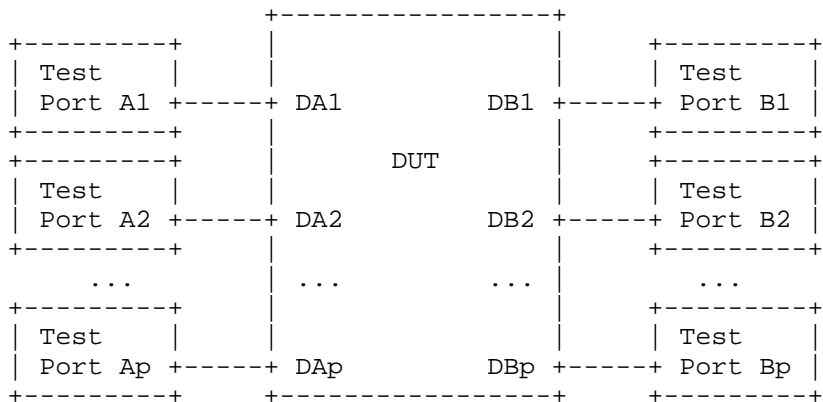 Test Test
Port A1 DA1 DB1 Port B1
DUT
Test Test
Port A2 DA2 DB2 Port B2
... ... ... ...
Test Test
Port Ap DAp DBp Port Bp